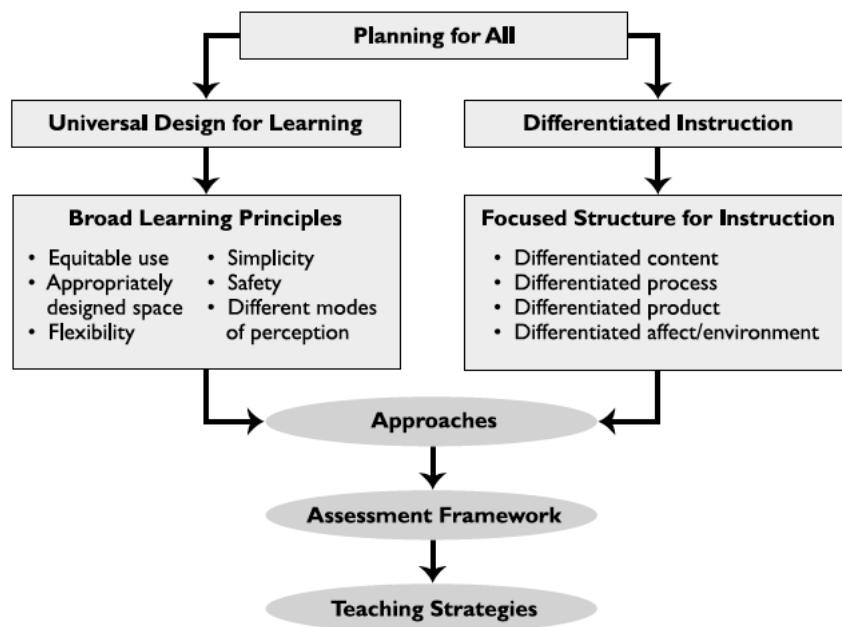 Planning for All
Universal Design for Learning
Differentiated Instruction
Broad Learning Principles
• Equitable use
• Appropriately
designed space
• Flexibility
• Simplicity
• Safety
• Different modes
of perception
Focused Structure for Instruction
• Differentiated content
• Differentiated process
• Differentiated product
• Differentiated affect/environment
Approaches
Assessment Framework
Teaching Strategies